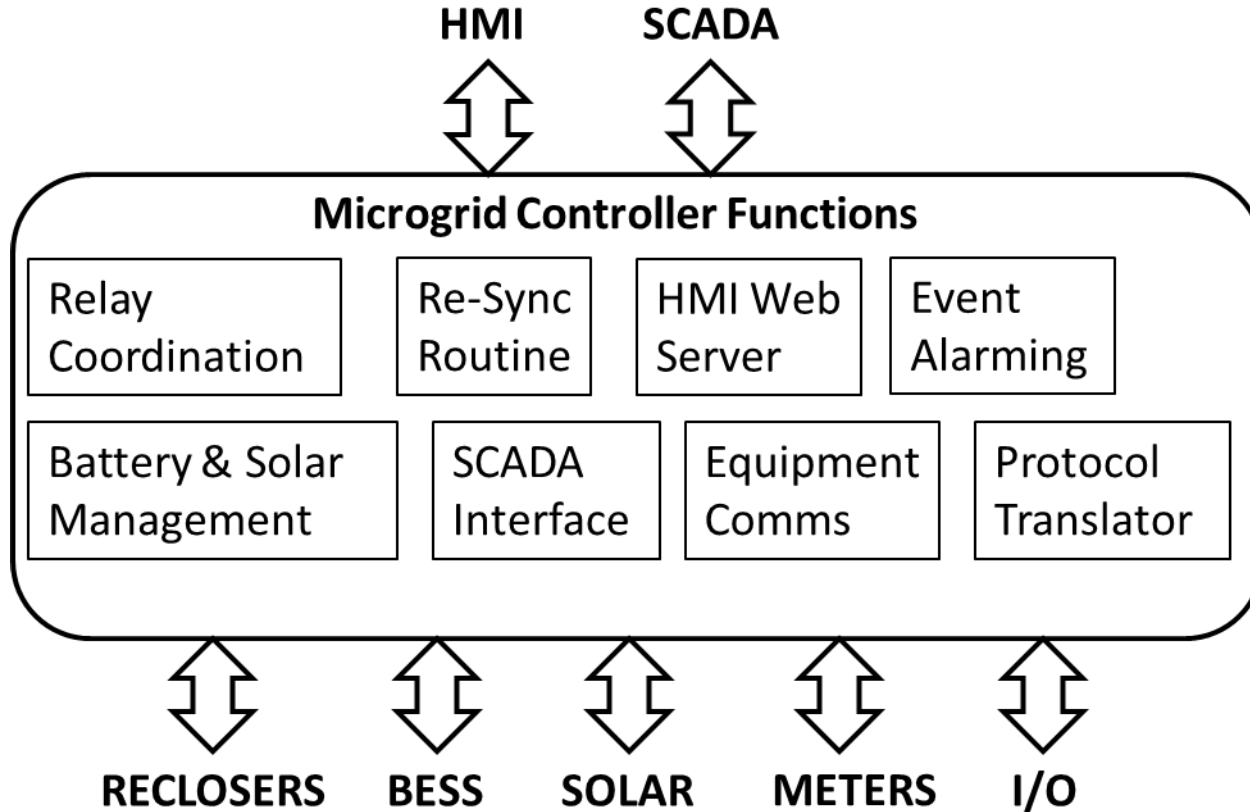 HMI SCADA
Microgrid Controller Functions
Relay
Coordination
Re-Sync
Routine
HMI Web
Server
Event
Alarming
Battery & Solar
Management
SCADA
Interface
Equipment
Comms
Protocol
Translator
RECLOSERS BESS SOLAR METERS I/O